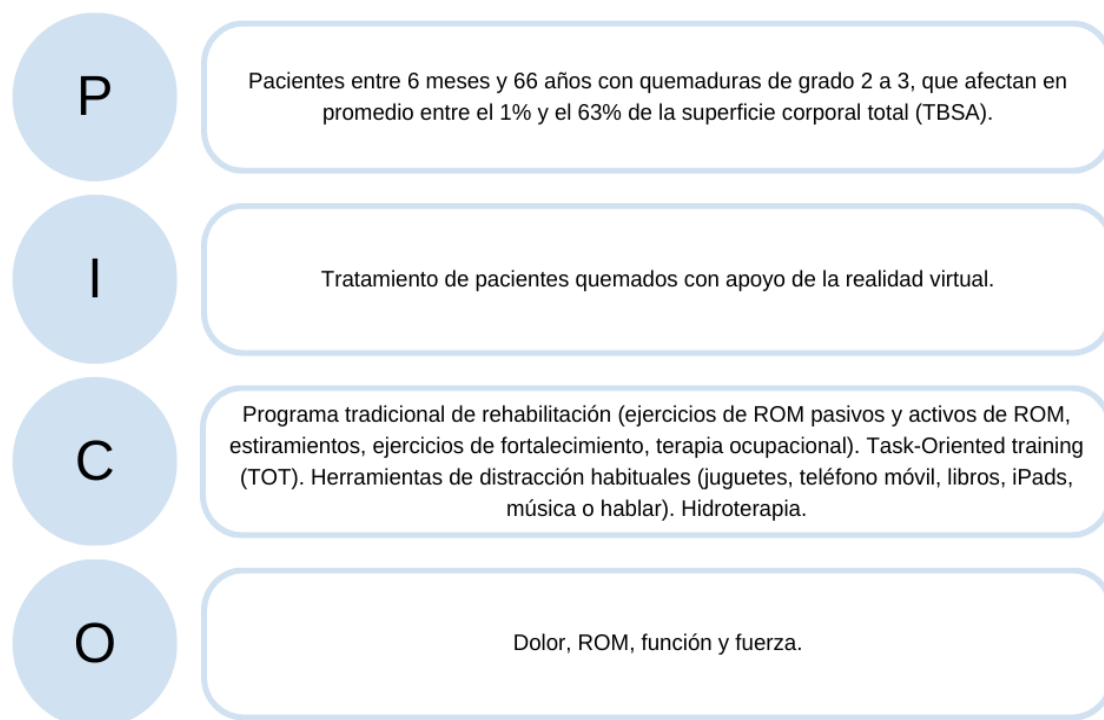 P
Pacientes entre 6 meses y 66 años con quemaduras de grado 2 a 3, que afectan en
promedio entre el 1% y el 63% de la superficie corporal total (TBSA).
I
Tratamiento de pacientes quemados con apoyo de la realidad virtual.
C
Programa tradicional de rehabilitación (ejercicios de ROM pasivos y activos de ROM,
estiramientos, ejercicios de fortalecimiento, terapia ocupacional). Task-Oriented training
(TOT). Herramientas de distracción habituales (juguetes, teléfono móvil, libros, iPads,
música o hablar). Hidroterapia.
O
Dolor, ROM, función y fuerza.